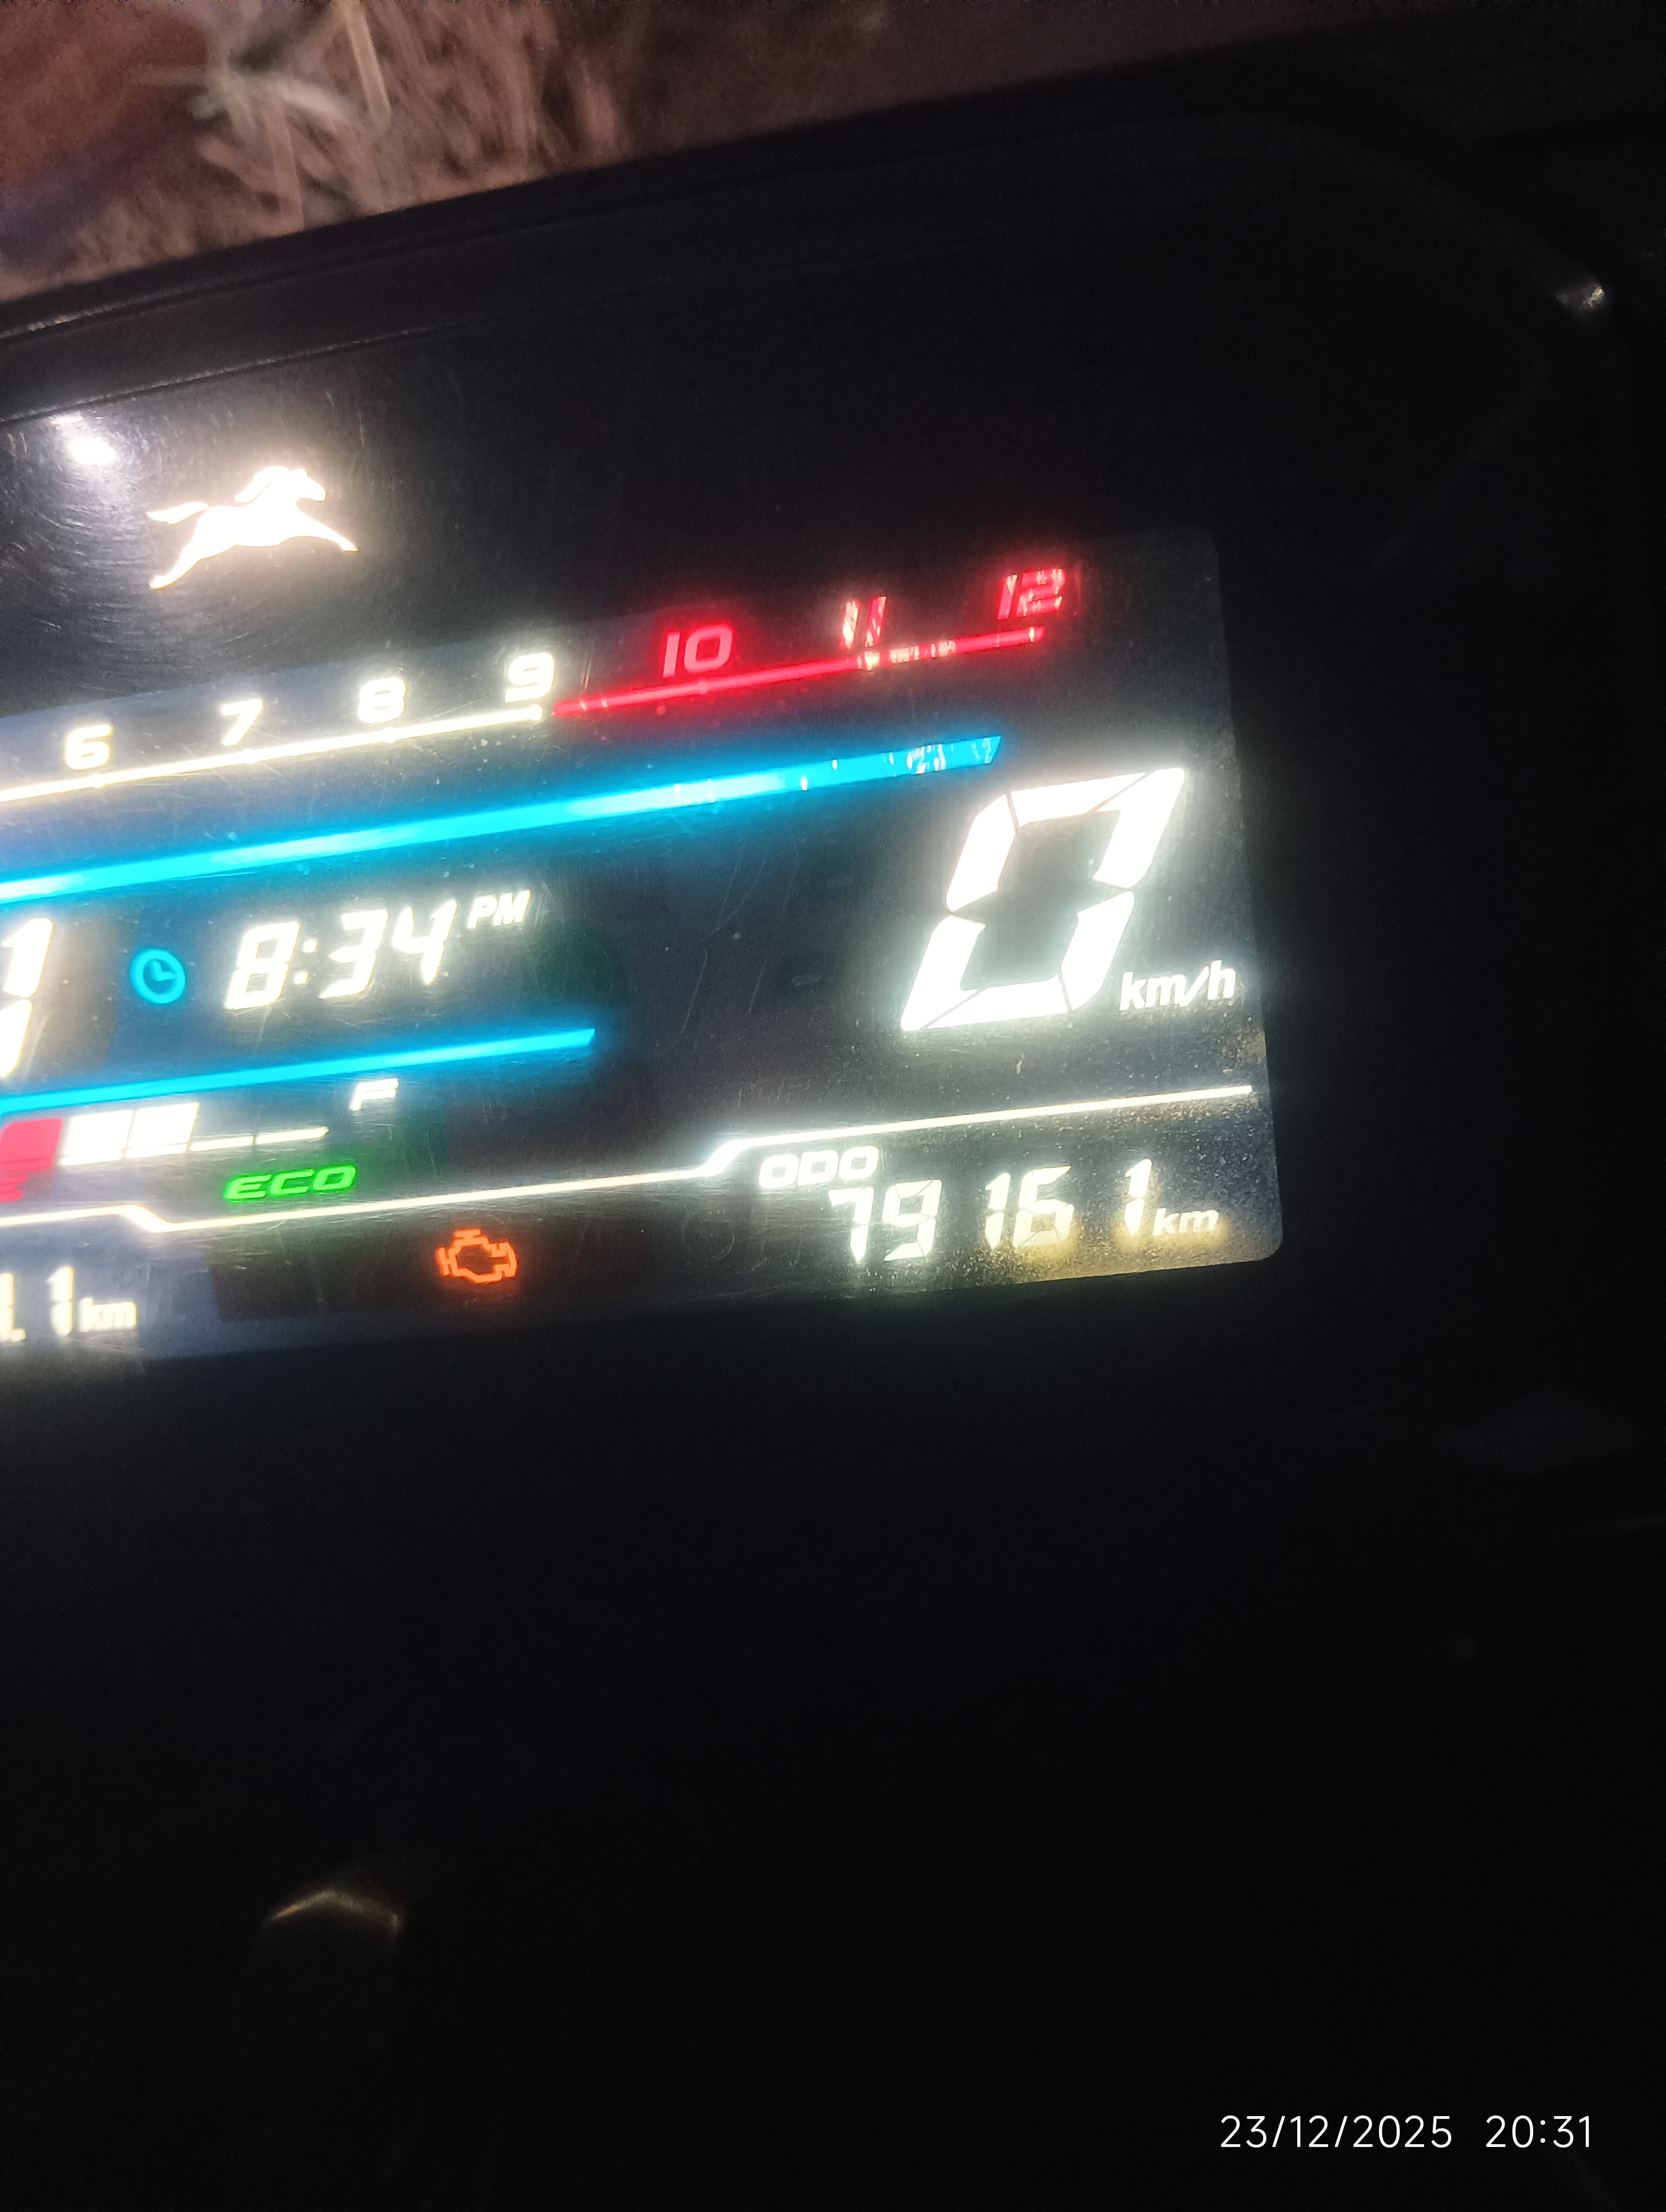 6 7 8 9 10 11 12
8:34 PM
0 km/h
F
ECO
ODO
79161 km
1 km
23/12/2025 20:31